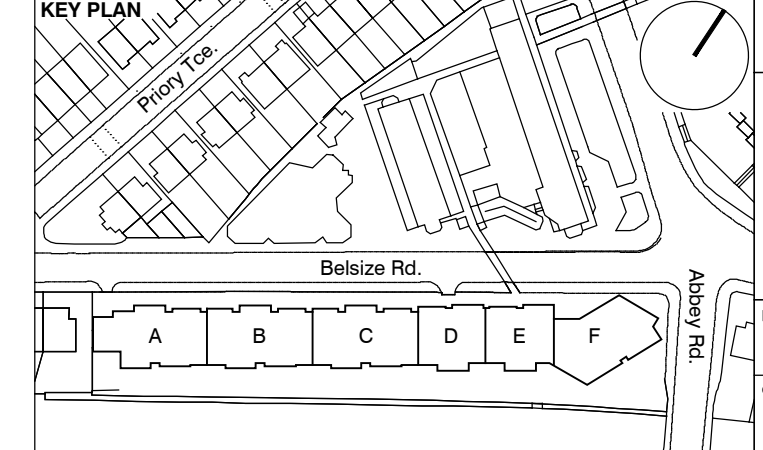 KEY PLAN
Priory Tce.
Belsize Rd.
Abbey Rd.
A B C D E F